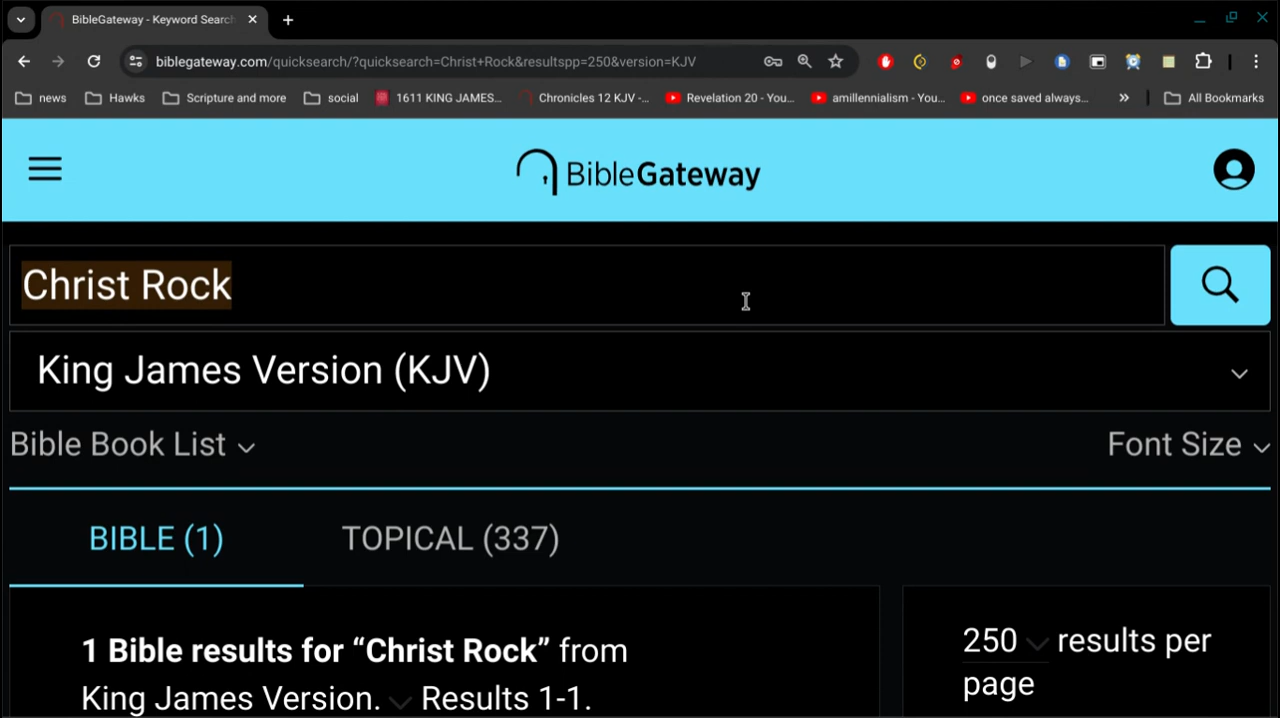 BibleGateway - Keyword Search
biblegateway.com/quicksearch/?quicksearch=Christ+Rock&resultspp=250&version=KJV
news Hawks Scripture and more social 1611 KING JAMES... Chronicles 12 KJV -... Revelation 20 - You... amillennialism - You... once saved always... » All Bookmarks
BibleGateway
Christ Rock
King James Version (KJV)
Bible Book List Font Size
BIBLE (1) TOPICAL (337)
1 Bible results for “Christ Rock” from
King James Version. Results 1-1.
250 results per
page